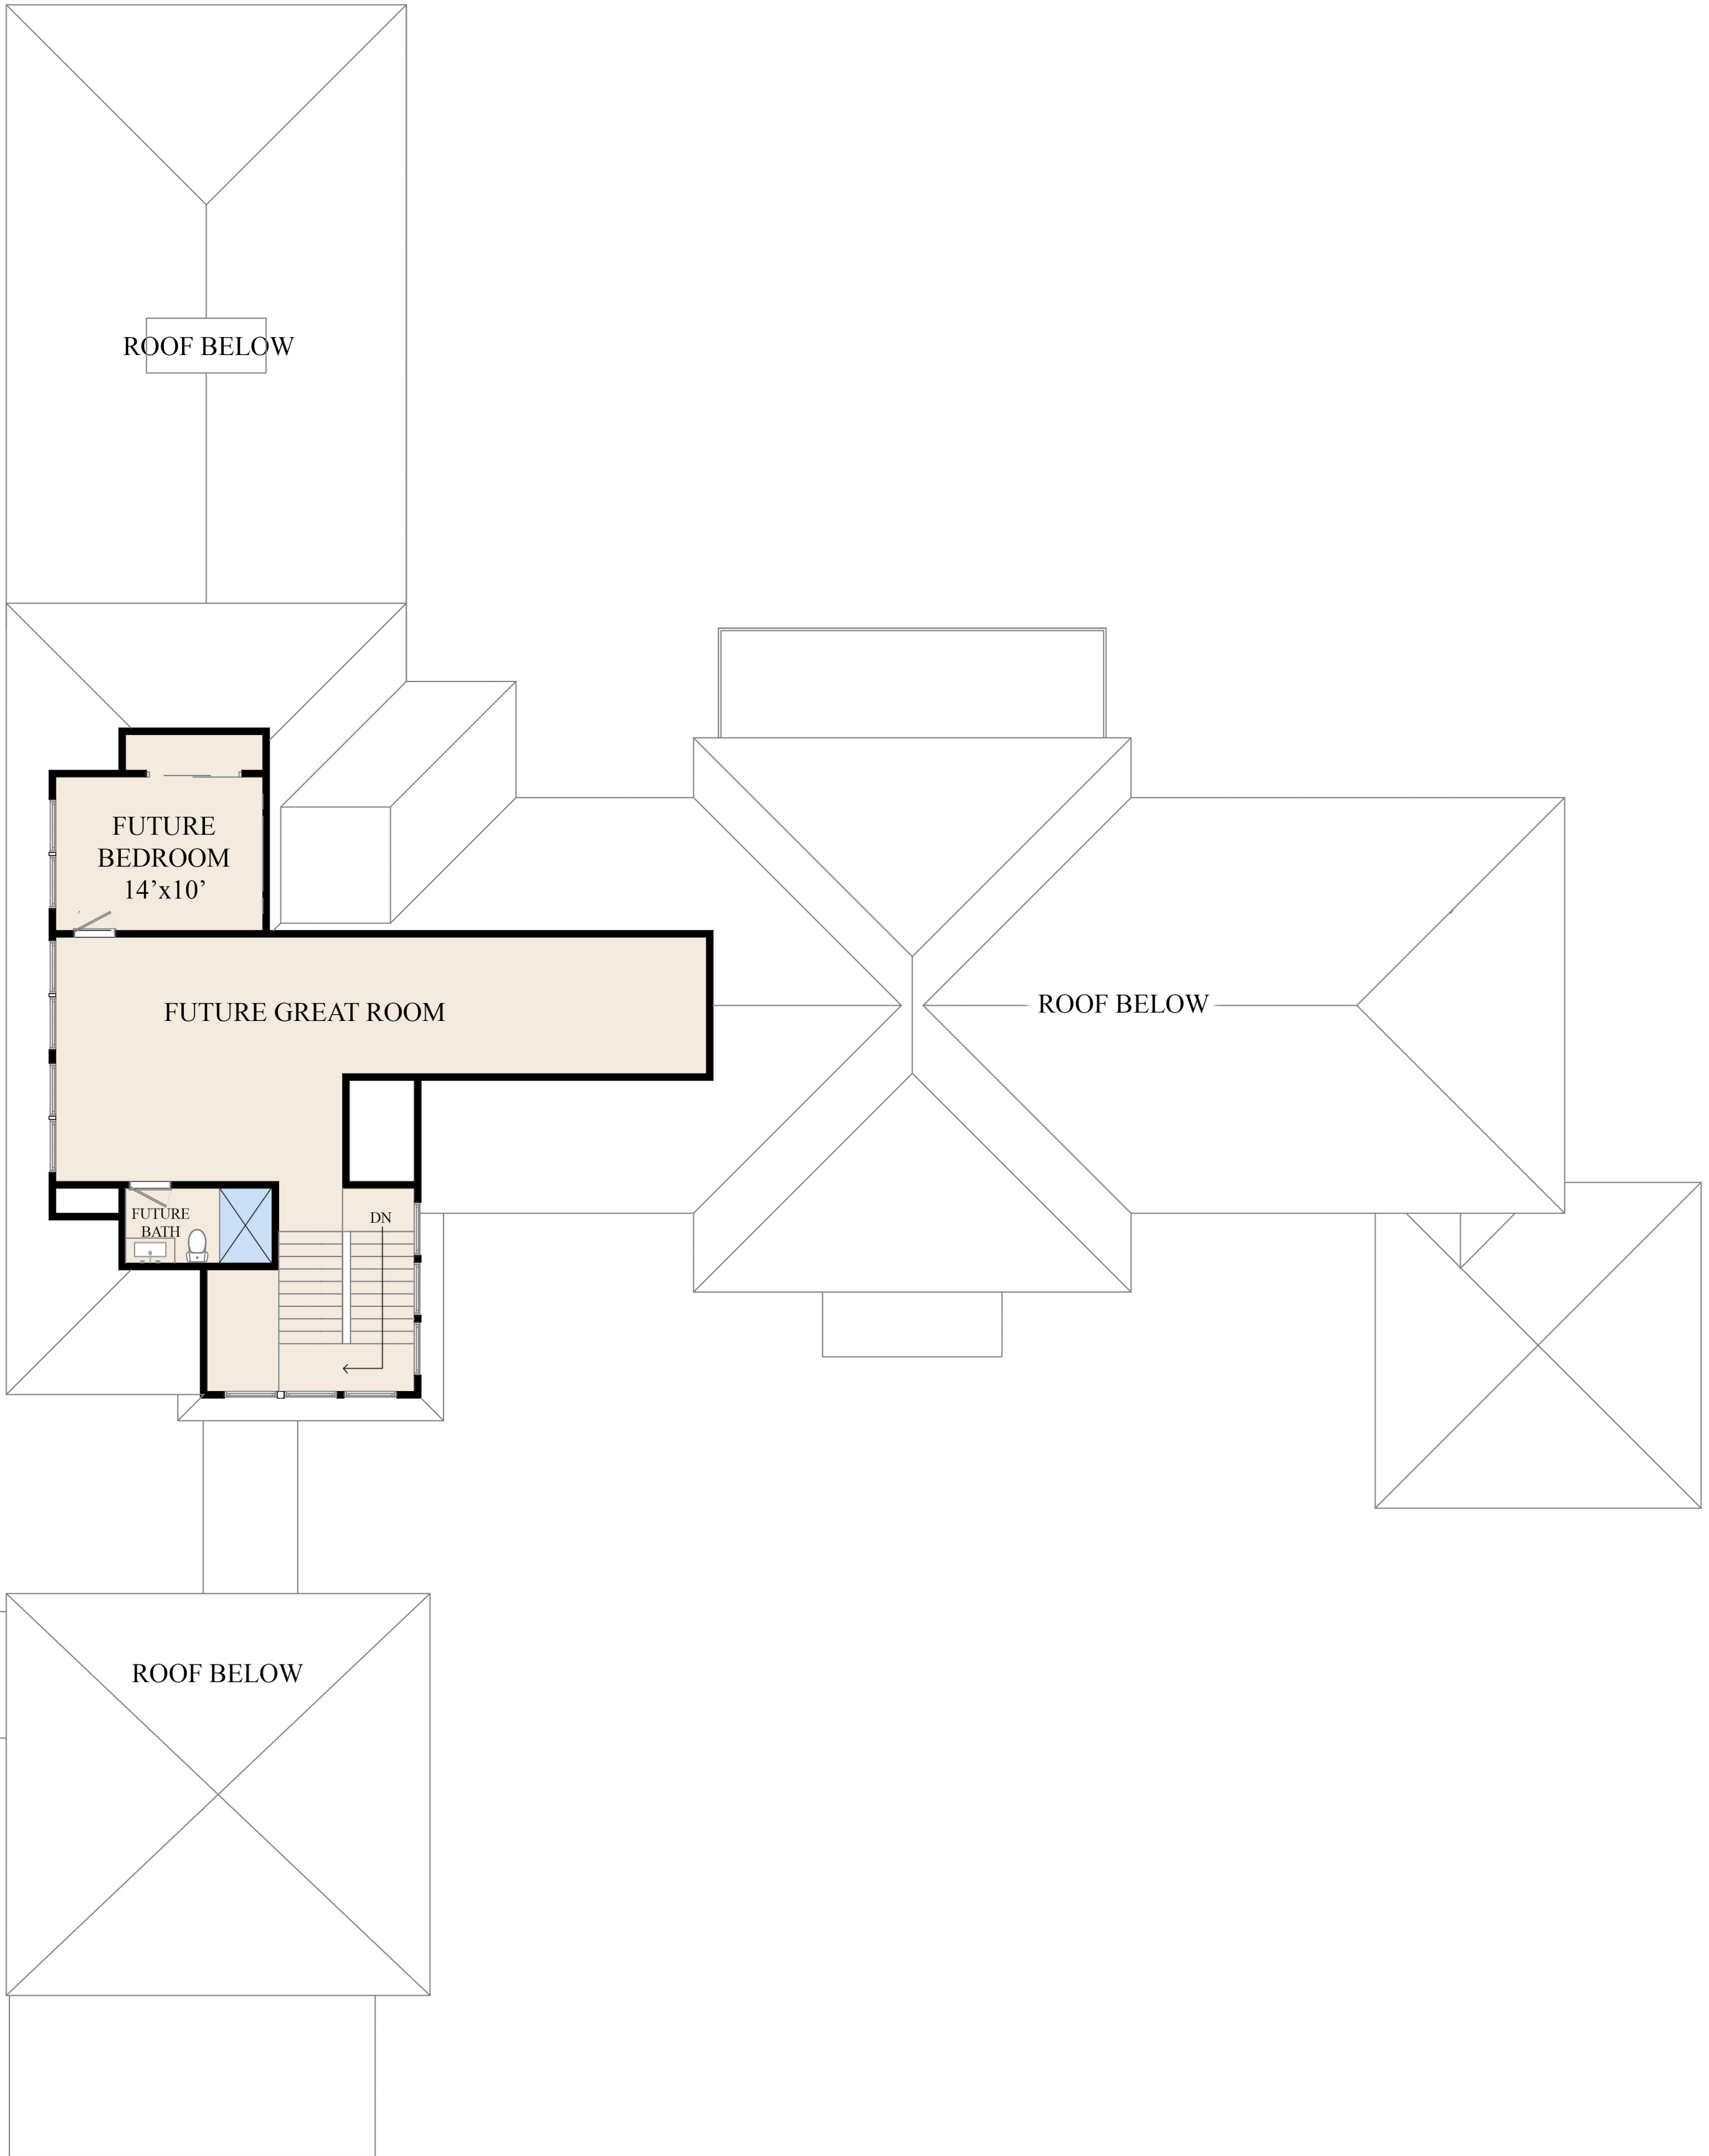 ROOF BELOW
FUTURE
BEDROOM
14’x10’
FUTURE GREAT ROOM
ROOF BELOW
FUTURE
BATH
DN
ROOF BELOW